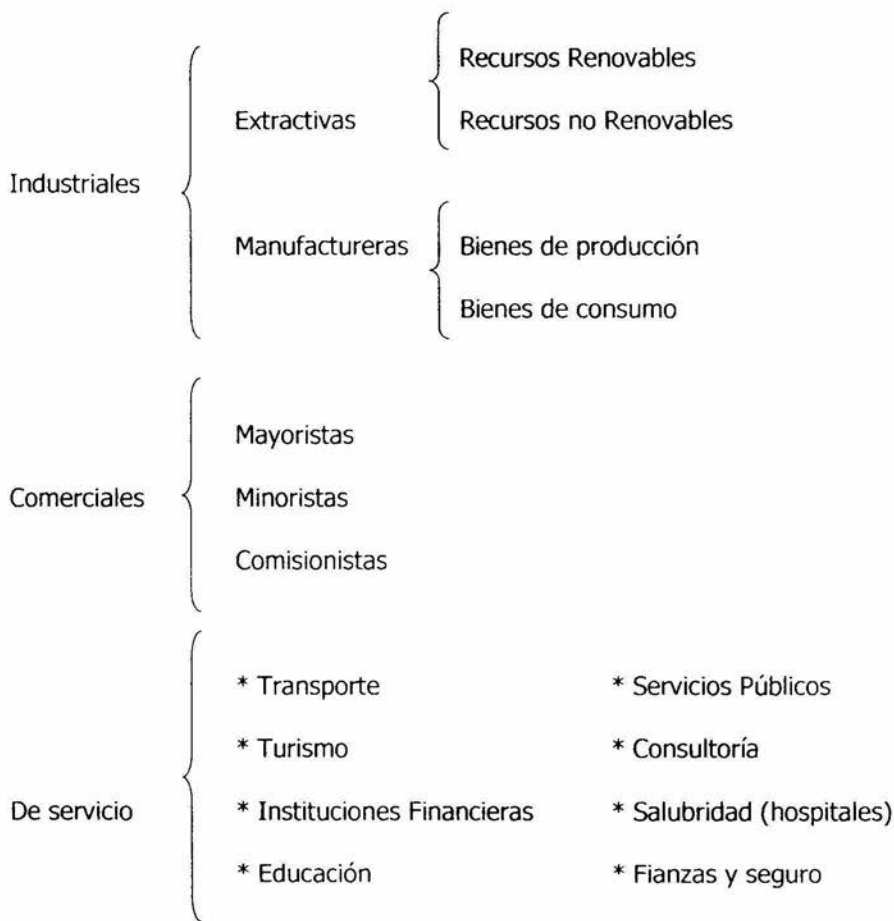 Industriales
Extractivas
Recursos Renovables
Recursos no Renovables
Manufactureras
Bienes de producción
Bienes de consumo
Comerciales
Mayoristas
Minoristas
Comisionistas
De servicio
* Transporte
* Servicios Públicos
* Turismo
* Consultoría
* Instituciones Financieras
* Salubridad (hospitales)
* Educación
* Fianzas y seguro